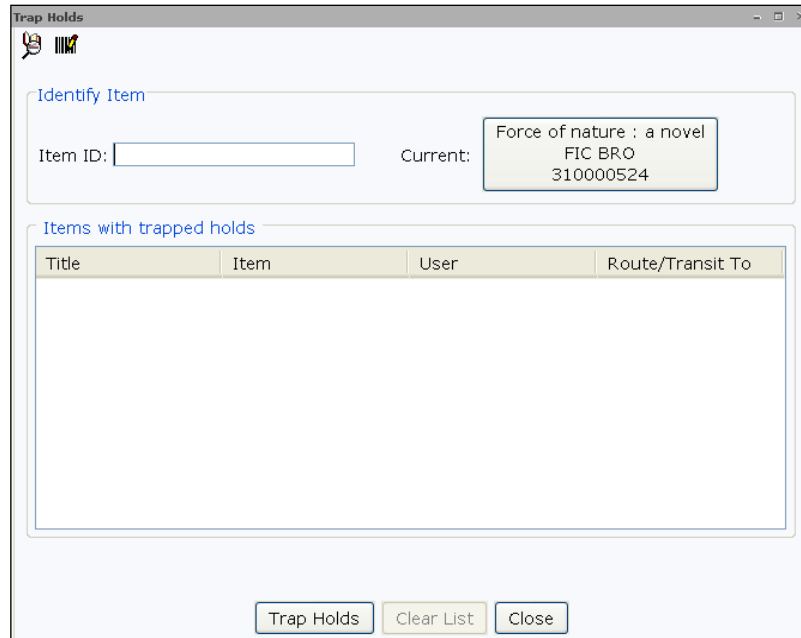 Trap Holds
Identify Item
Item ID:
Current:
Force of nature : a novel
FIC BRO
310000524
Items with trapped holds
Title Item User Route/Transit To
Trap Holds Clear List Close